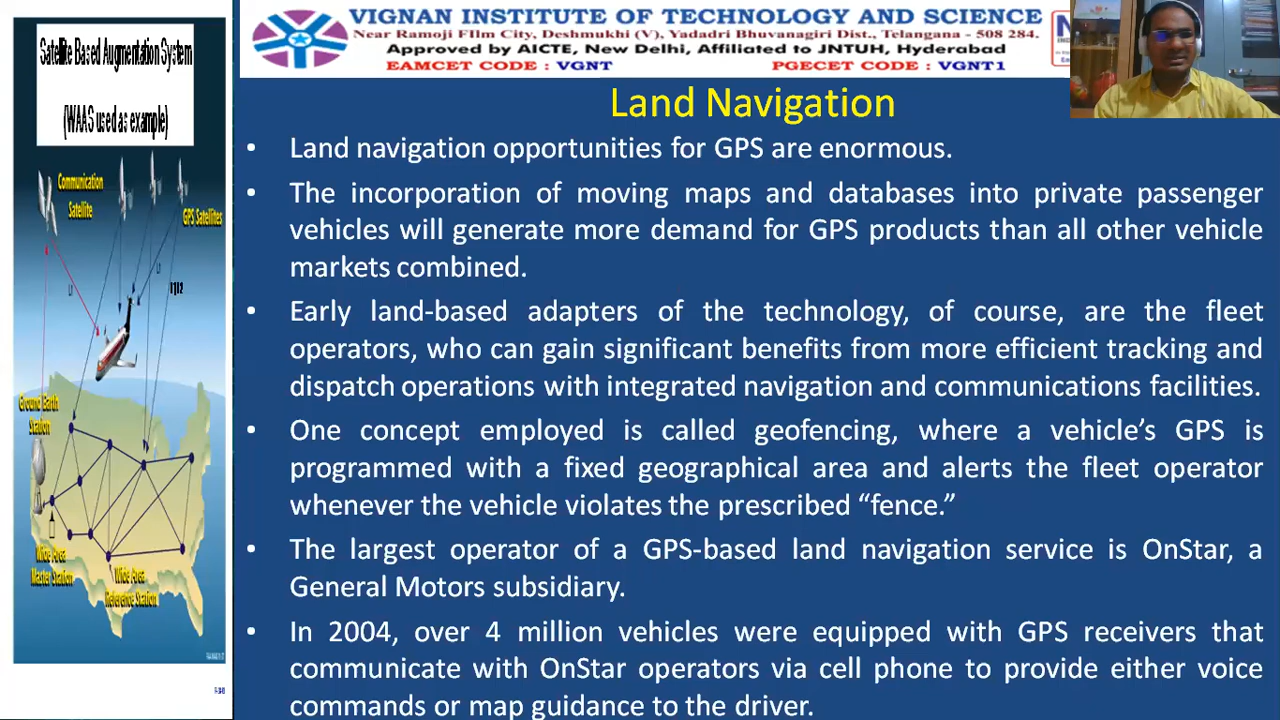 Satellite Based Augmentation System
(WAAS used as example)
Communication
Satellite
GPS Satellites
L1
L1
Ground Earth
Station
Wide Area
Master Station
Wide Area
Reference Station
VIGNAN INSTITUTE OF TECHNOLOGY AND SCIENCE
Near Ramoji Film City, Deshmukhi (V), Yadadri Bhuvanagiri Dist., Telangana - 508 284.
Approved by AICTE, New Delhi, Affiliated to JNTUH, Hyderabad
EAMCET CODE : VGNT PGECET CODE : VGNT1
Land Navigation
• Land navigation opportunities for GPS are enormous.
• The incorporation of moving maps and databases into private passenger
vehicles will generate more demand for GPS products than all other vehicle
markets combined.
• Early land-based adapters of the technology, of course, are the fleet
operators, who can gain significant benefits from more efficient tracking and
dispatch operations with integrated navigation and communications facilities.
• One concept employed is called geofencing, where a vehicle’s GPS is
programmed with a fixed geographical area and alerts the fleet operator
whenever the vehicle violates the prescribed “fence.”
• The largest operator of a GPS-based land navigation service is OnStar, a
General Motors subsidiary.
• In 2004, over 4 million vehicles were equipped with GPS receivers that
communicate with OnStar operators via cell phone to provide either voice
commands or map guidance to the driver.